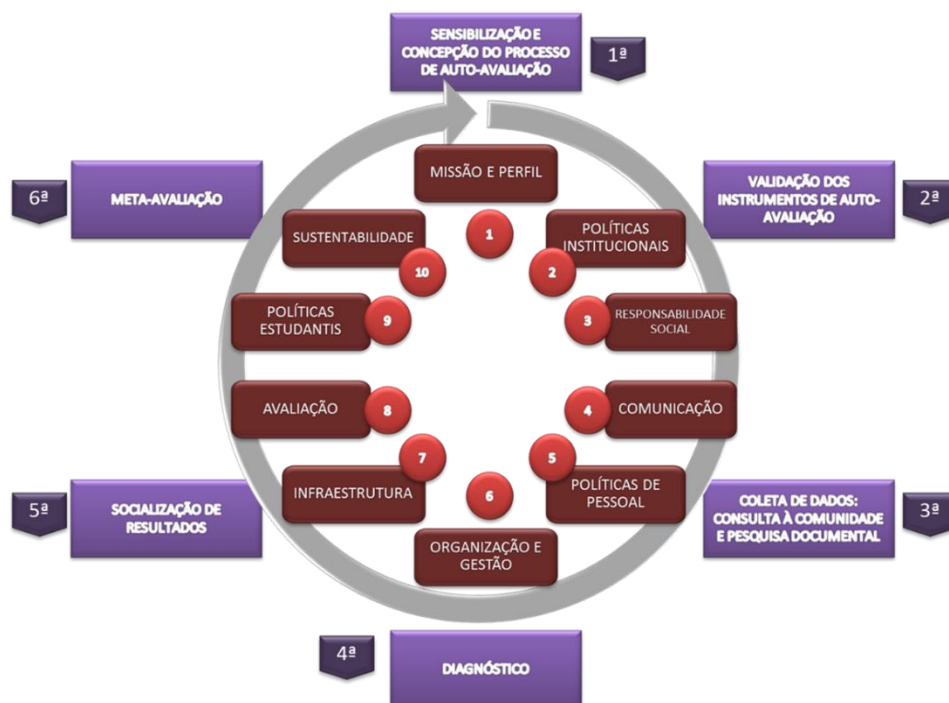 SENSIBILIZAÇÃO E
CONCEPÇÃO DO PROCESSO
DE AUTO-AVALIAÇÃO
1ª
MISSÃO E PERFIL
1
6ª
META-AVALIAÇÃO
VALIDAÇÃO DOS
INSTRUMENTOS DE AUTO-
AVALIAÇÃO
2ª
SUSTENTABILIDADE
10
POLÍTICAS
INSTITUCIONAIS
2
POLÍTICAS
ESTUDANTIS
9
3
RESPONSABILIDADE
SOCIAL
AVALIAÇÃO
8
4
COMUNICAÇÃO
7
INFRAESTRUTURA
5
POLÍTICAS DE
PESSOAL
6
ORGANIZAÇÃO E
GESTÃO
5ª
SOCIALIZAÇÃO DE
RESULTADOS
COLETA DE DADOS:
CONSULTA À COMUNIDADE
E PESQUISA DOCUMENTAL
3ª
4ª
DIAGNÓSTICO